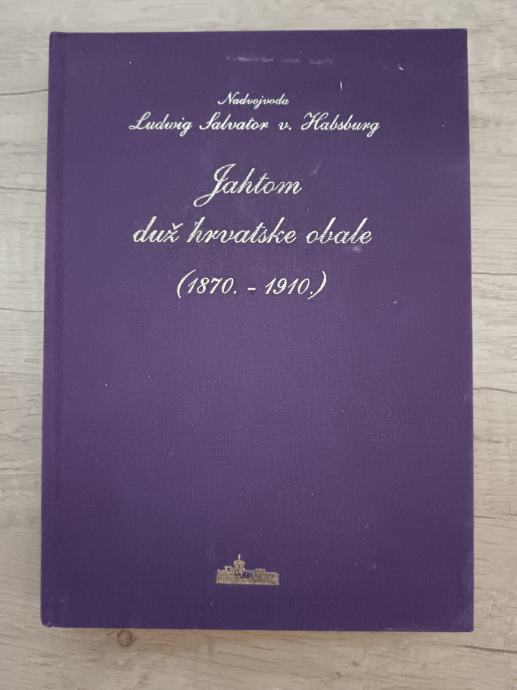 Nadvojvoda
Ludwig Salvator v. Habsburg
Jahtom
duž hrvatske obale
(1870. - 1910.)